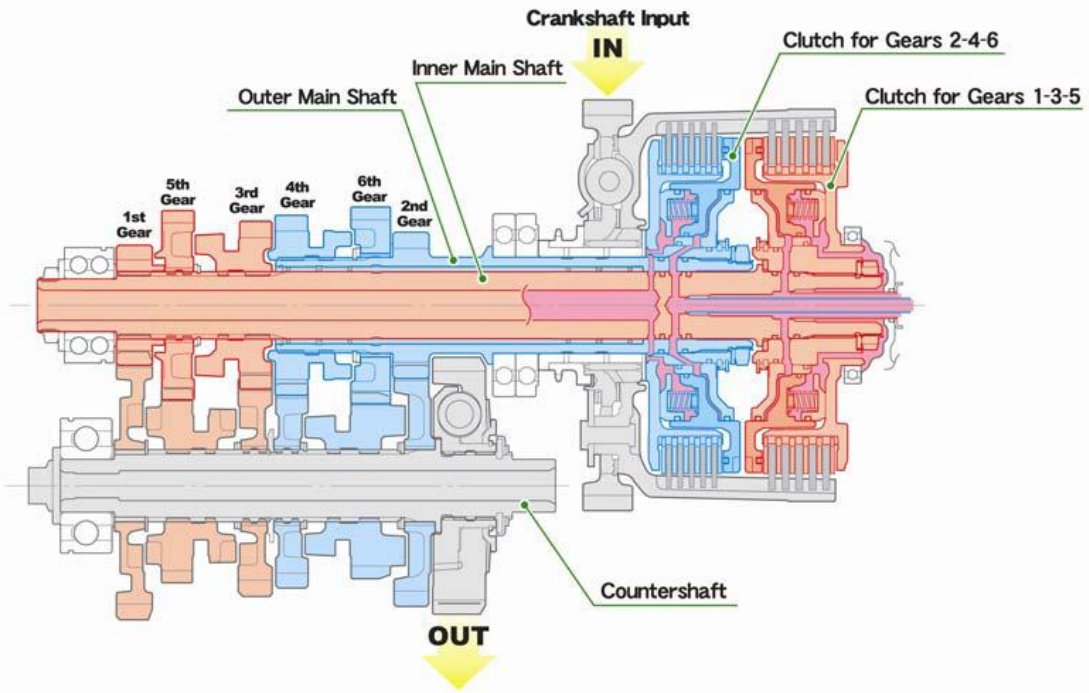 Crankshaft Input
IN
Clutch for Gears 2-4-6
Inner Main Shaft
Outer Main Shaft
Clutch for Gears 1-3-5
1st
Gear
5th
Gear
3rd
Gear
4th
Gear
6th
Gear
2nd
Gear
Countershaft
OUT